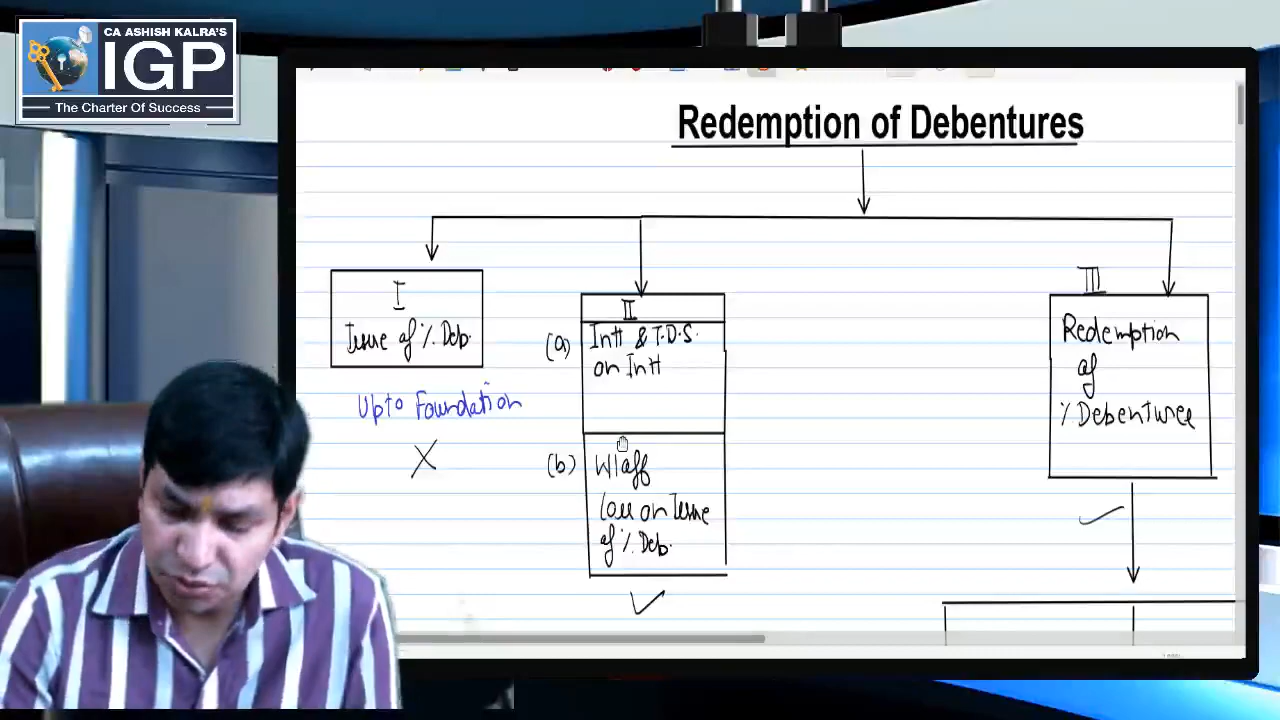 CA ASHISH KALRA'S
IGP
The Charter Of Success
Redemption of Debentures
I
Issue of % Deb.
Upto Foundation
X
II
(a) Intt & T.D.S.
on Intt
(b) W/off
Loss on Issue
of % Deb.
III
Redemption
of
% Debentures